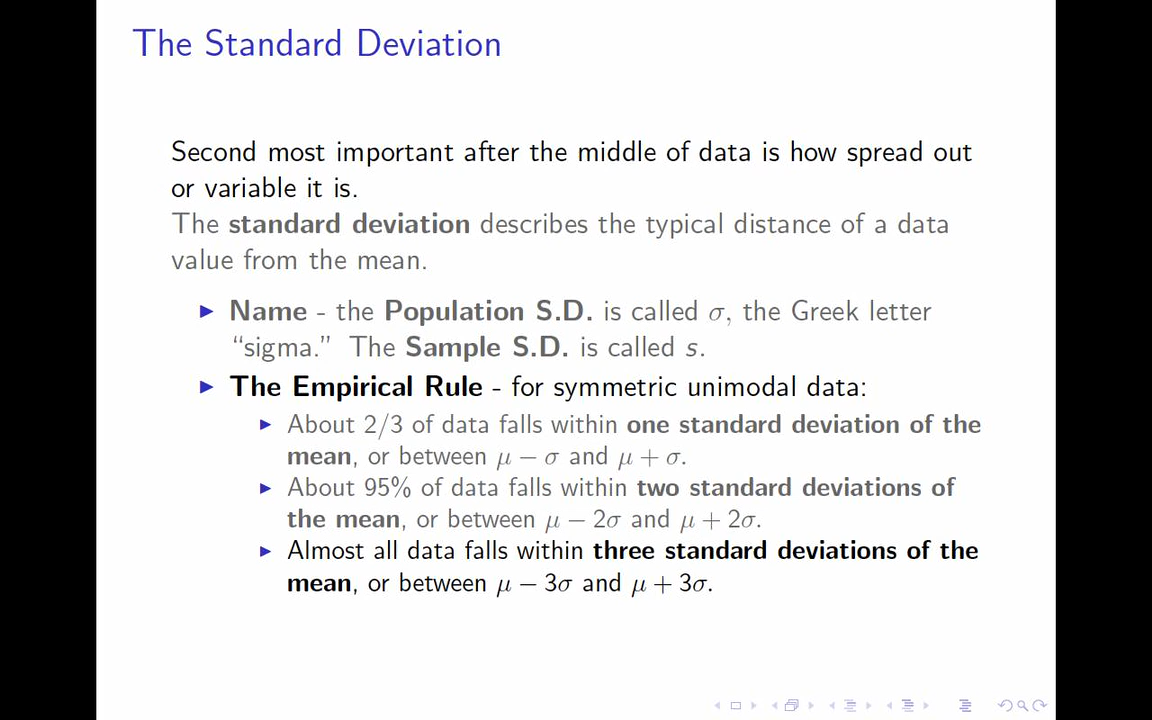 The Standard Deviation
Second most important after the middle of data is how spread out
or variable it is.
The standard deviation describes the typical distance of a data
value from the mean.
Name - the Population S.D. is called σ, the Greek letter
“sigma.” The Sample S.D. is called s.
The Empirical Rule - for symmetric unimodal data:
About 2/3 of data falls within one standard deviation of the
mean, or between μ − σ and μ + σ.
About 95% of data falls within two standard deviations of
the mean, or between μ − 2σ and μ + 2σ.
Almost all data falls within three standard deviations of the
mean, or between μ − 3σ and μ + 3σ.